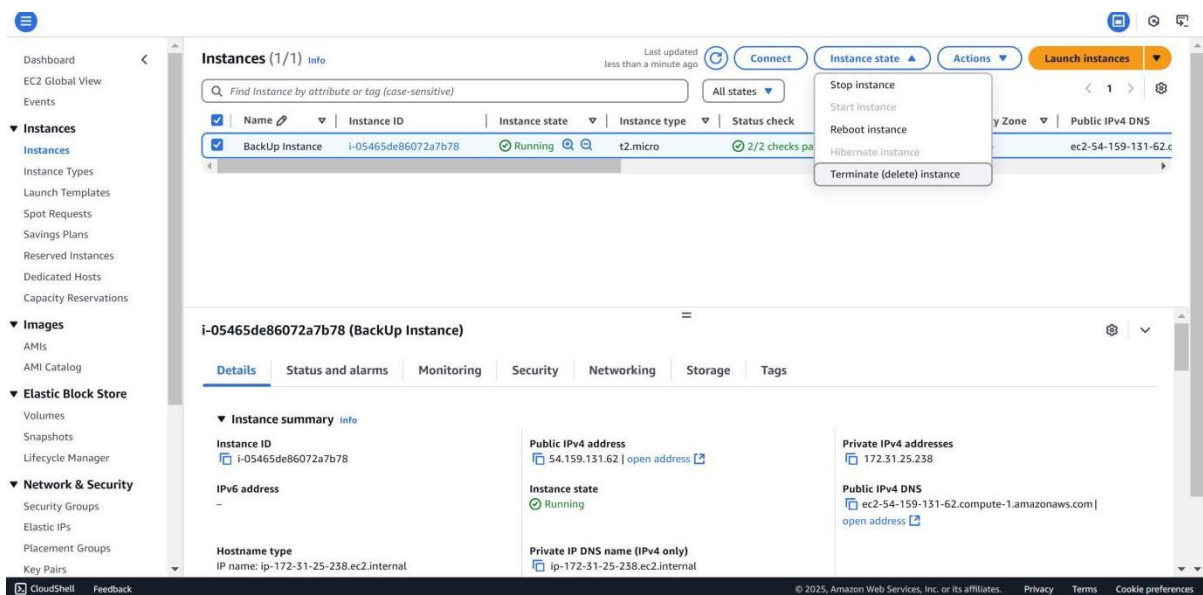 Dashboard
EC2 Global View
Events
Instances
Instances
Instance Types
Launch Templates
Spot Requests
Savings Plans
Reserved Instances
Dedicated Hosts
Capacity Reservations
Images
AMIs
AMI Catalog
Elastic Block Store
Volumes
Snapshots
Lifecycle Manager
Network & Security
Security Groups
Elastic IPs
Placement Groups
Key Pairs
Instances (1/1) Info
Last updated
less than a minute ago
Connect
Instance state
Actions
Launch instances
Find Instance by attribute or tag (case-sensitive)
All states
1
Stop instance
Start instance
Reboot instance
Hibernate instance
Terminate (delete) instance
Name Instance ID Instance state Instance type Status check y Zone Public IPv4 DNS
BackUp Instance i-05465de86072a7b78 Running t2.micro 2/2 checks pa ec2-54-159-131-62.c
i-05465de86072a7b78 (BackUp Instance)
Details Status and alarms Monitoring Security Networking Storage Tags
Instance summary Info
Instance ID
i-05465de86072a7b78
Public IPv4 address
54.159.131.62 | open address
Private IPv4 addresses
172.31.25.238
IPv6 address
–
Instance state
Running
Public IPv4 DNS
ec2-54-159-131-62.compute-1.amazonaws.com |
open address
Hostname type
IP name: ip-172-31-25-238.ec2.internal
Private IP DNS name (IPv4 only)
ip-172-31-25-238.ec2.internal
CloudShell Feedback
© 2025, Amazon Web Services, Inc. or its affiliates. Privacy Terms Cookie preferences